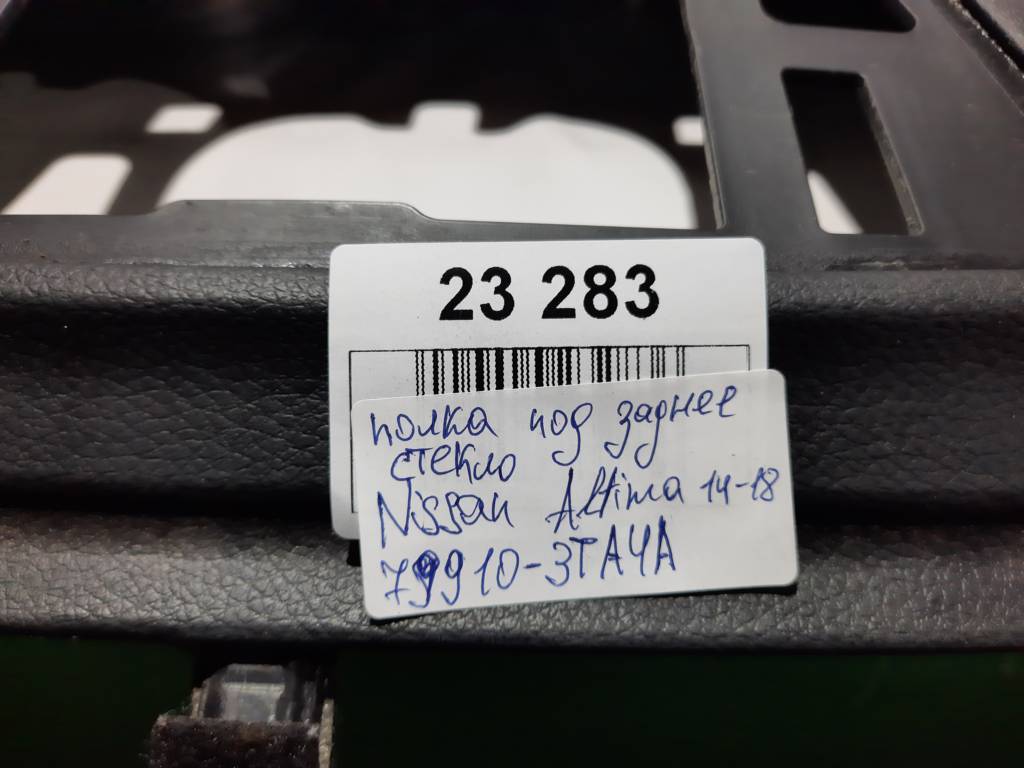 23 283
полка под заднее
стекло
Nissan Altima 14-18
79910-3TA4A